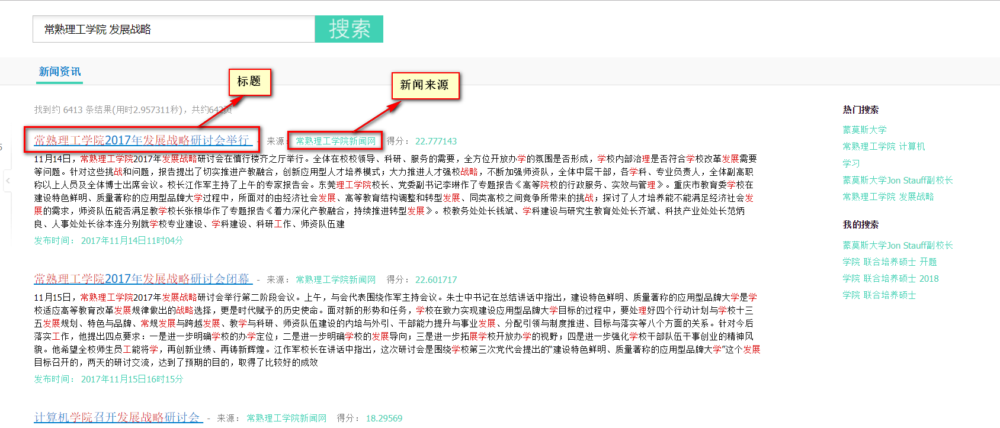 常熟理工学院 发展战略
搜索
新闻资讯
标题
新闻来源
找到约 6413 条结果(用时2.957311秒)，共约642页
常熟理工学院2017年发展战略研讨会举行 - 来源： 常熟理工学院新闻网 得分： 22.777143
11月14日，常熟理工学院2017年发展战略研讨会在慎行楼齐之厅举行。全体在校校领导、科研、服务的需要，全方位开放办学的氛围是否形成，学校内部治理是否符合学校改革发展需要
等问题。针对这些挑战和问题，报告提出了切实推进产教融合，创新应用型人才培养模式；大力推进人才强校战略，不断加强师资队，全体中层干部，各学科、专业负责人，全体副高职
称以上人员及全体博士出席会议。校长江作军主持了上午的专家报告会。东莞理工学院校长、党委副书记李琳作了专题报告《高等院校的行政服务、实效与管理》。重庆市教育委学校在
建设特色鲜明、质量著称的应用型品牌大学过程中，所面对的由经济社会发展、高等教育结构调整和转型发展、同类高校之间竞争所带来的挑战；探讨了人才培养能不能满足经济社会发
展的需求，师资队伍能否满足教学校长张根华作了专题报告《着力深化产教融合，持续推进转型发展》。校教务处处长钱斌、学科建设与研究生教育处处长齐斌、科技产业处处长范炳
良、人事处处长徐本连分别就学校专业建设、学科建设、科研工作、师资队伍建
发布时间： 2017年11月14日11时04分
常熟理工学院2017年发展战略研讨会闭幕 - 来源： 常熟理工学院新闻网 得分： 22.601717
11月15日，常熟理工学院2017年发展战略研讨会举行第二阶段会议。上午，与会代表围绕作军主持会议。朱士中书记在总结讲话中指出，建设特色鲜明、质量著称的应用型品牌大学是学
校适应高等教育改革发展规律做出的战略选择，更是时代赋予的历史使命。面对新的形势和任务，学校在致力实现建设应用型品牌大学目标的过程中，要处理好四个行动计划与学校十三
五发展规划、特色与品牌、常规发展与跨越发展、教学与科研、师资队伍建设的内培与外引、干部能力提升与事业发展、分配引领与制度推进、目标与落实等八个方面的关系。针对今后
落实工作，他提出四点要求：一是进一步明确学校的办学定位；二是进一步明确学校的发展导向；三是进一步拓展学校开放办学的视野；四是进一步强化学校干部队伍干事创业的精神风
貌。他希望全校师生员工能将学，再创新业绩、再铸新辉煌。江作军校长在讲话中指出，这次研讨会是围绕学校第三次党代会提出的“建设特色鲜明、质量著称的应用型品牌大学”这个发展
目标召开的，两天的研讨交流，达到了预期的目的，取得了比较好的成效
发布时间： 2017年11月15日16时15分
计算机学院召开发展战略研讨会 - 来源： 常熟理工学院新闻网 得分： 18.29569
热门搜索
蒙莫斯大学
常熟理工学院 计算机
学习
蒙莫斯大学Jon Stauff副校长
常熟理工学院 发展战略
我的搜索
蒙莫斯大学Jon Stauff副校长
学院 联合培养硕士 开题
学院 联合培养硕士 2018
学院 联合培养硕士